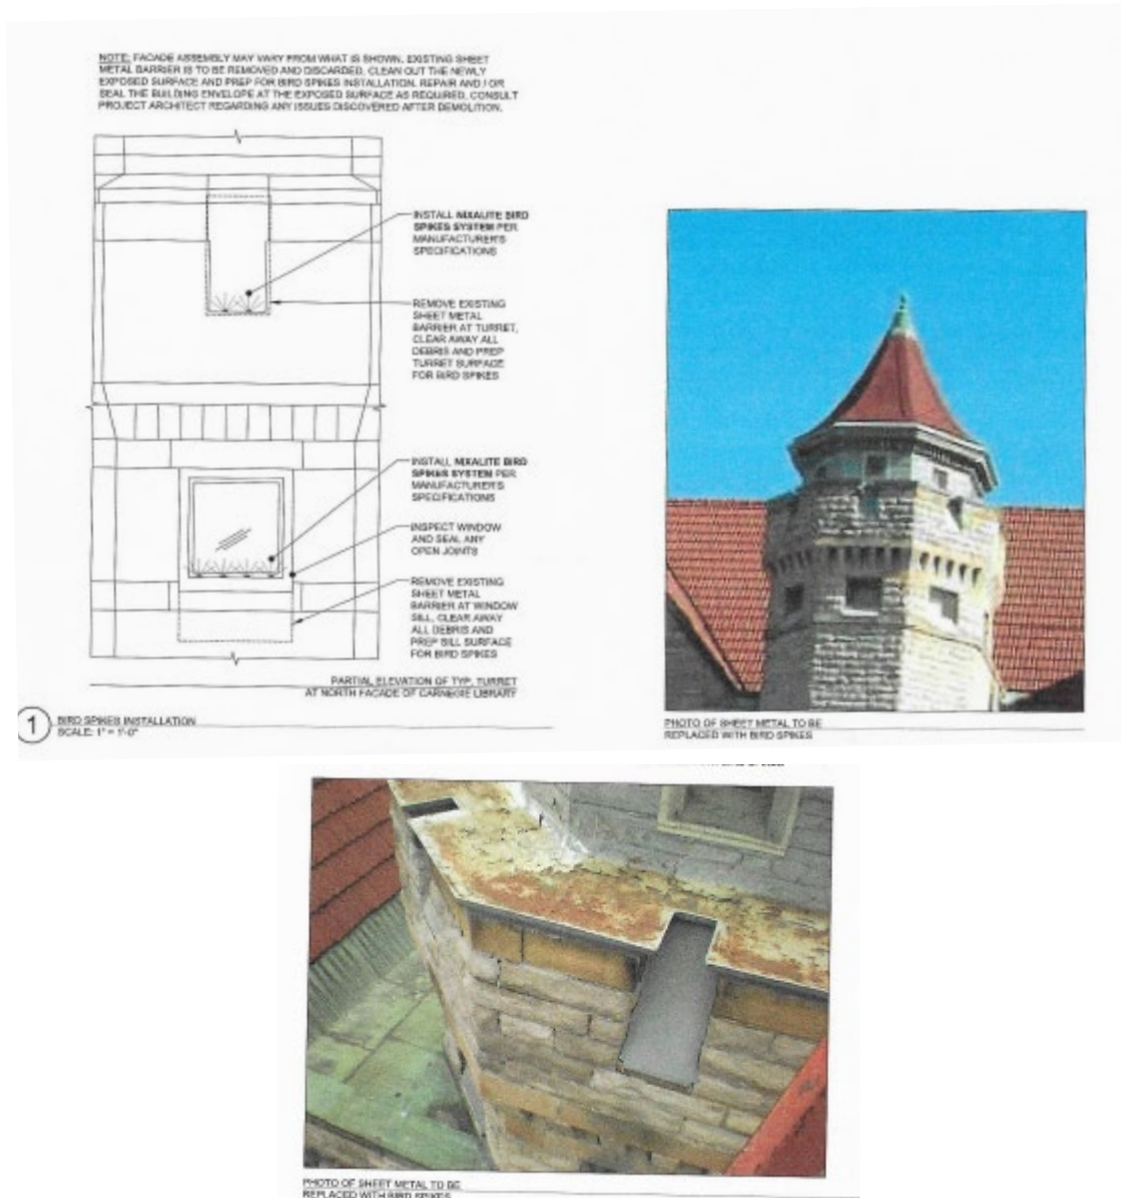 NOTE: FACADE ASSEMBLY MAY VARY FROM WHAT IS SHOWN. EXISTING SHEET
METAL BARRIER IS TO BE REMOVED AND DISCARDED. CLEAN OUT THE NEWLY
EXPOSED SURFACE AND PREP FOR BIRD SPIKES INSTALLATION. REPAIR AND / OR
SEAL THE BUILDING ENVELOPE AT THE EXPOSED SURFACE AS REQUIRED. CONSULT
PROJECT ARCHITECT REGARDING ANY ISSUES DISCOVERED AFTER DEMOLITION.
INSTALL NIXALITE BIRD
SPIKES SYSTEM PER
MANUFACTURER'S
SPECIFICATIONS
REMOVE EXISTING
SHEET METAL
BARRIER AT TURRET,
CLEAR AWAY ALL
DEBRIS AND PREP
TURRET SURFACE
FOR BIRD SPIKES
INSTALL NIXALITE BIRD
SPIKES SYSTEM PER
MANUFACTURER'S
SPECIFICATIONS
INSPECT WINDOW
AND SEAL ANY
OPEN JOINTS
REMOVE EXISTING
SHEET METAL
BARRIER AT WINDOW
SILL, CLEAR AWAY
ALL DEBRIS AND
PREP SILL SURFACE
FOR BIRD SPIKES
PARTIAL ELEVATION OF TYP. TURRET
AT NORTH FACADE OF CARNEGIE LIBRARY
1
BIRD SPIKES INSTALLATION
SCALE: 1" = 1'-0"
PHOTO OF SHEET METAL TO BE
REPLACED WITH BIRD SPIKES
PHOTO OF SHEET METAL TO BE
REPLACED WITH BIRD SPIKES